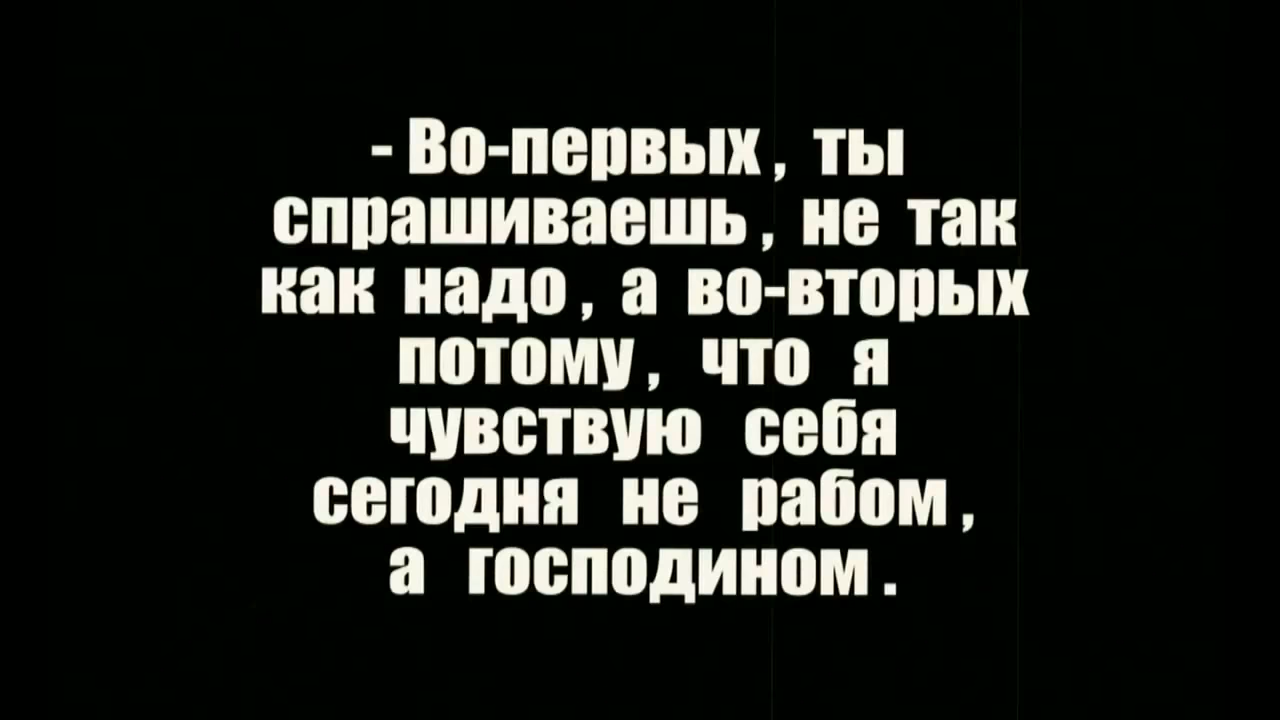 - Во-первых, ты
спрашиваешь, не так
как надо, а во-вторых
потому, что я
чувствую себя
сегодня не рабом,
а господином.